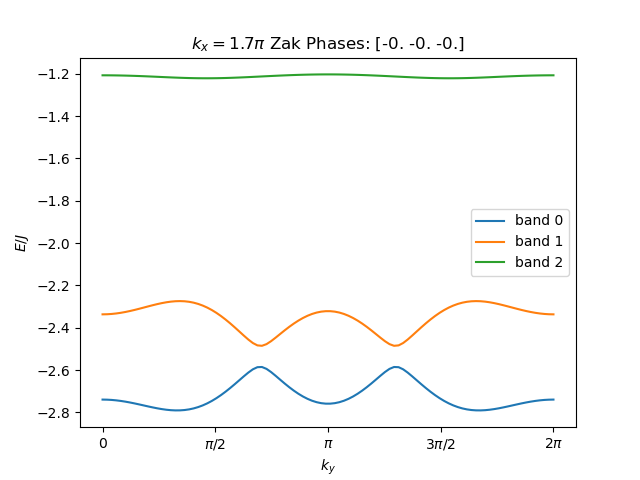 $k_x = 1.7\pi$ Zak Phases: [-0. -0. -0.]
−1.2
−1.4
−1.6
−1.8
−2.0
−2.2
−2.4
−2.6
−2.8
E/J
band 0
band 1
band 2
0
π/2
π
3π/2
2π
$k_y$